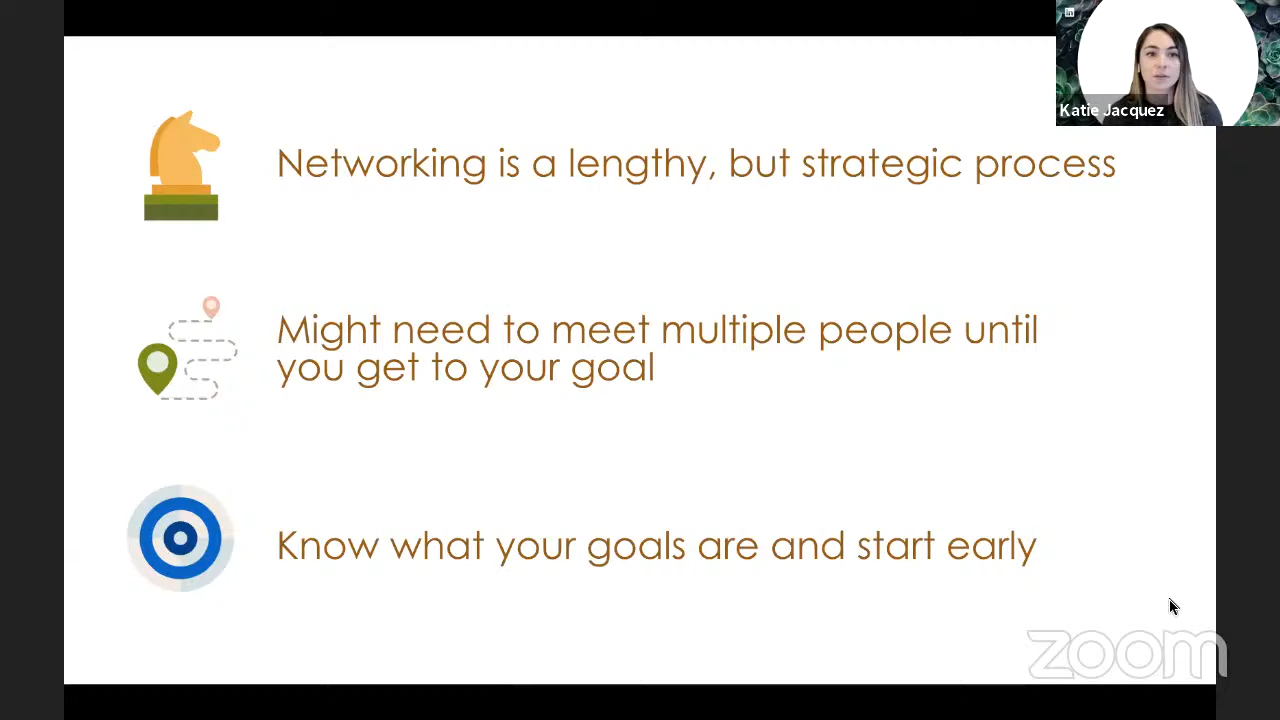 in
Katie Jacquez
Networking is a lengthy, but strategic process
Might need to meet multiple people until
you get to your goal
Know what your goals are and start early
zoom